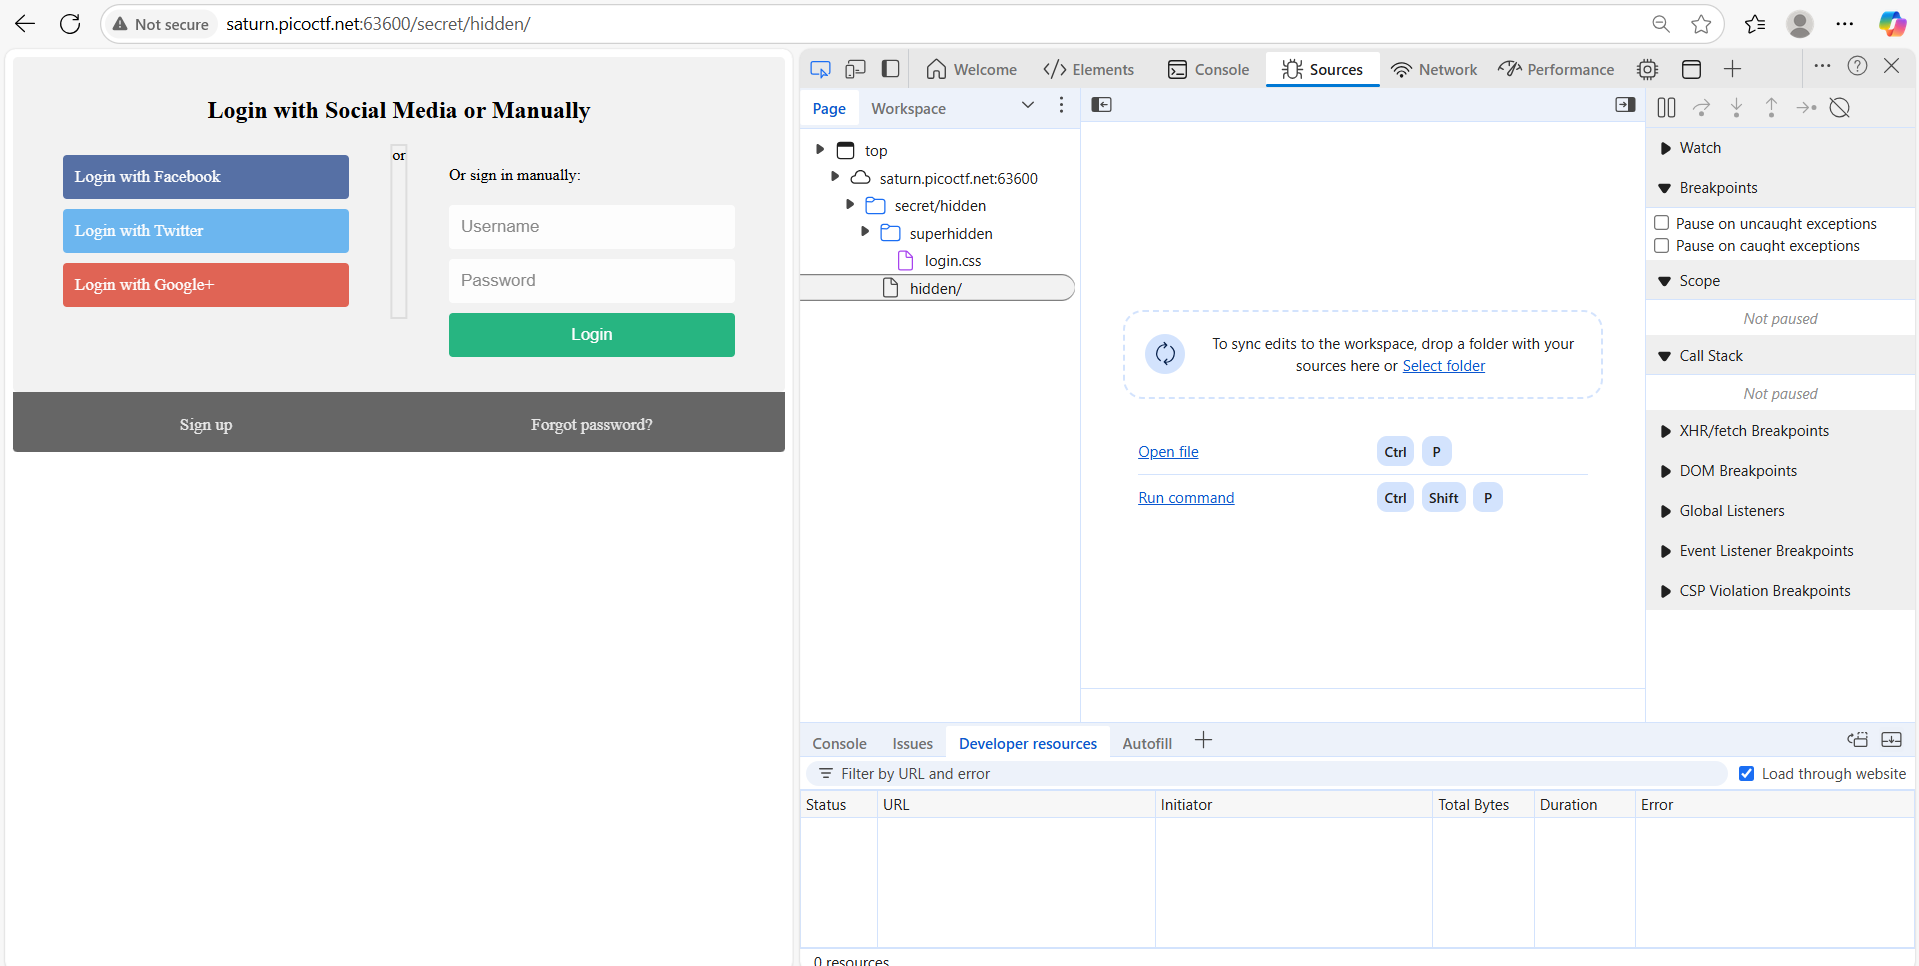 Not secure saturn.picoctf.net:63600/secret/hidden/
Login with Social Media or Manually
Login with Facebook
Login with Twitter
Login with Google+
or
Or sign in manually:
Username
Password
Login
Sign up Forgot password?
Welcome Elements Console Sources Network Performance
Page Workspace
top
saturn.picoctf.net:63600
secret/hidden
superhidden
login.css
hidden/
To sync edits to the workspace, drop a folder with your
sources here or Select folder
Open file Ctrl P
Run command Ctrl Shift P
Watch
Breakpoints
Pause on uncaught exceptions
Pause on caught exceptions
Scope
Not paused
Call Stack
Not paused
XHR/fetch Breakpoints
DOM Breakpoints
Global Listeners
Event Listener Breakpoints
CSP Violation Breakpoints
Console Issues Developer resources Autofill
Filter by URL and error Load through website
Status URL Initiator Total Bytes Duration Error
0 resources